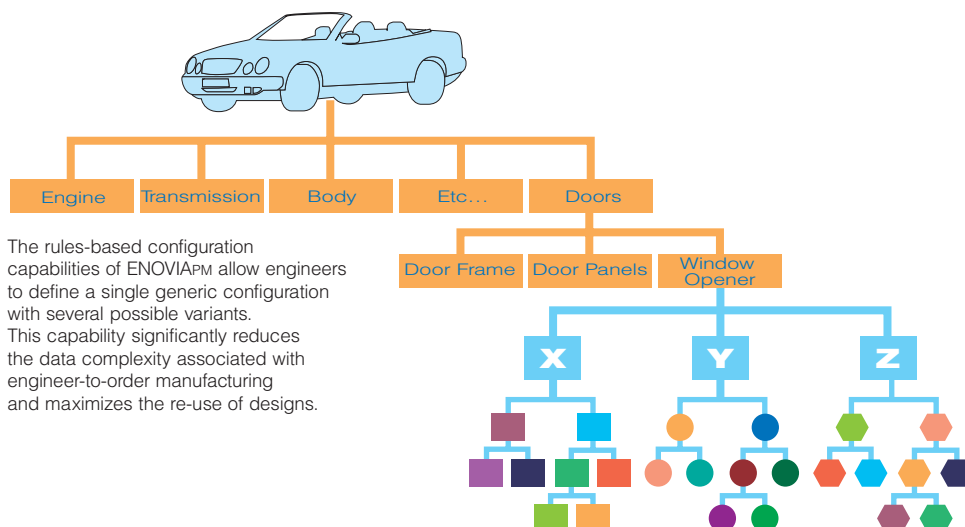 Engine
Transmission
Body
Etc...
Doors
The rules-based configuration
capabilities of ENOVIAPM allow engineers
to define a single generic configuration
with several possible variants.
This capability significantly reduces
the data complexity associated with
engineer-to-order manufacturing
and maximizes the re-use of designs.
Door Frame
Door Panels
Window
Opener
X
Y
Z